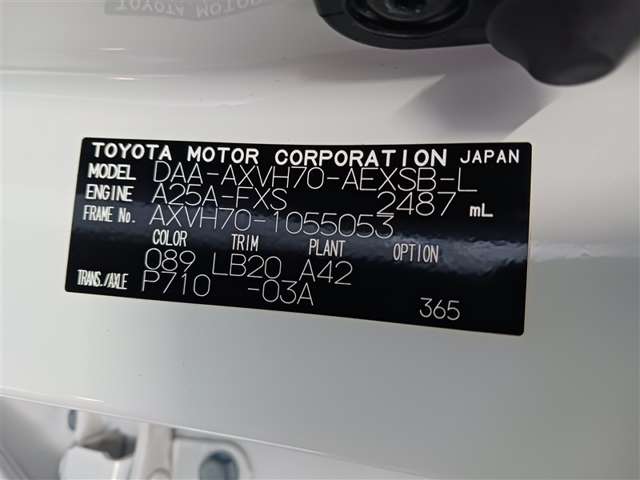 TOYOTA MOTOR CORPORATION JAPAN
MODEL DAA-AXVH70-AEXSB-L
ENGINE A25A-FXS 2487 mL
FRAME No. AXVH70-1055053
COLOR TRIM PLANT OPTION
089 LB20 A42
TRANS./AXLE P710 -03A
365